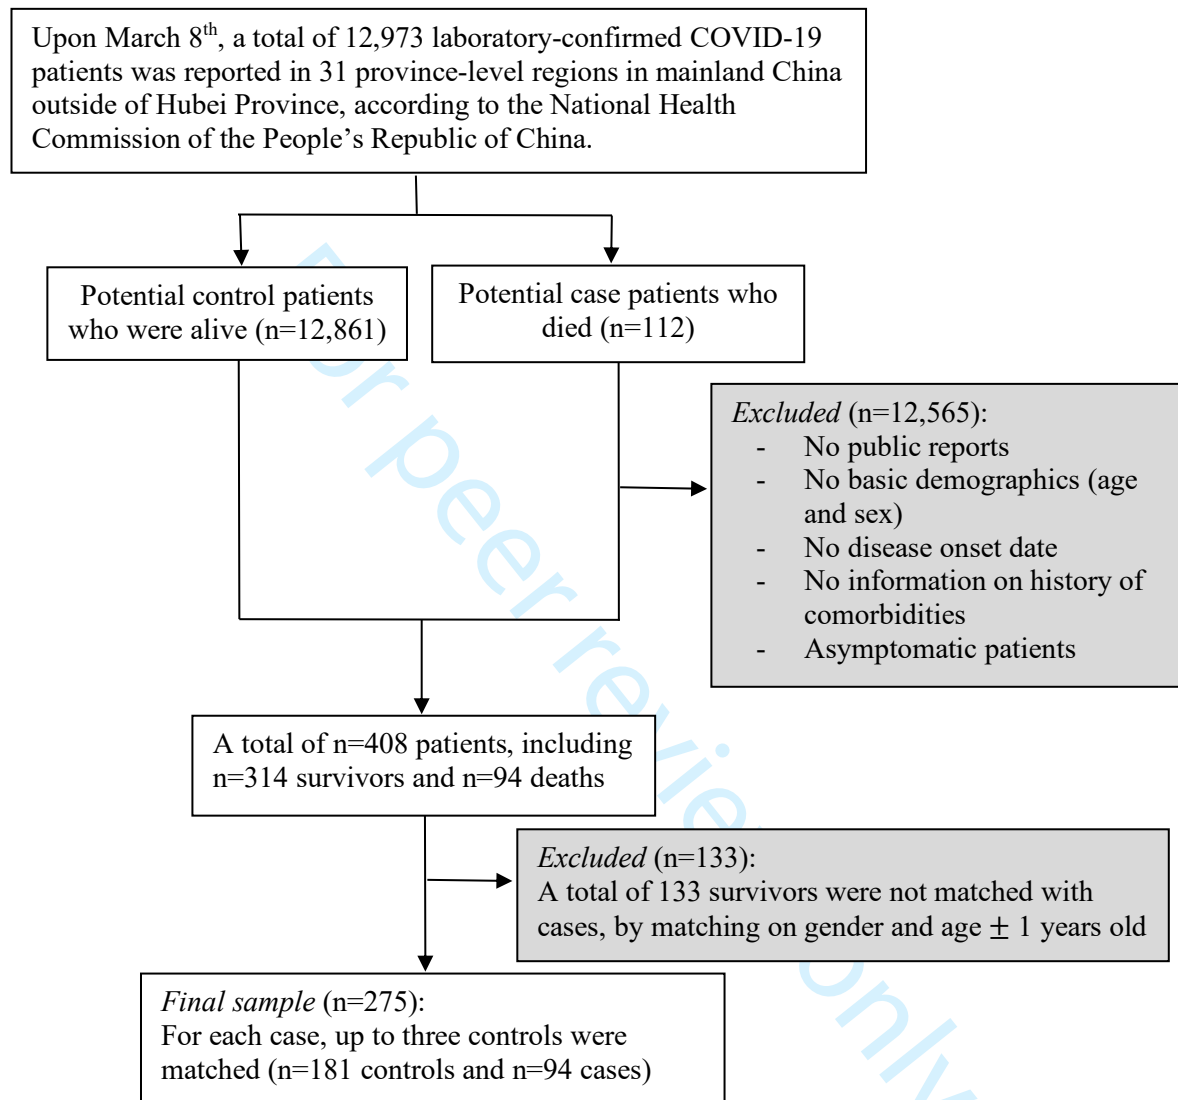 Upon March 8th, a total of 12,973 laboratory-confirmed COVID-19
patients was reported in 31 province-level regions in mainland China
outside of Hubei Province, according to the National Health
Commission of the People’s Republic of China.
Potential control patients
who were alive (n=12,861)
Potential case patients who
died (n=112)
Excluded (n=12,565):
- No public reports
- No basic demographics (age
and sex)
- No disease onset date
- No information on history of
comorbidities
- Asymptomatic patients
A total of n=408 patients, including
n=314 survivors and n=94 deaths
Excluded (n=133):
A total of 133 survivors were not matched with
cases, by matching on gender and age ± 1 years old
Final sample (n=275):
For each case, up to three controls were
matched (n=181 controls and n=94 cases)
For peer review only